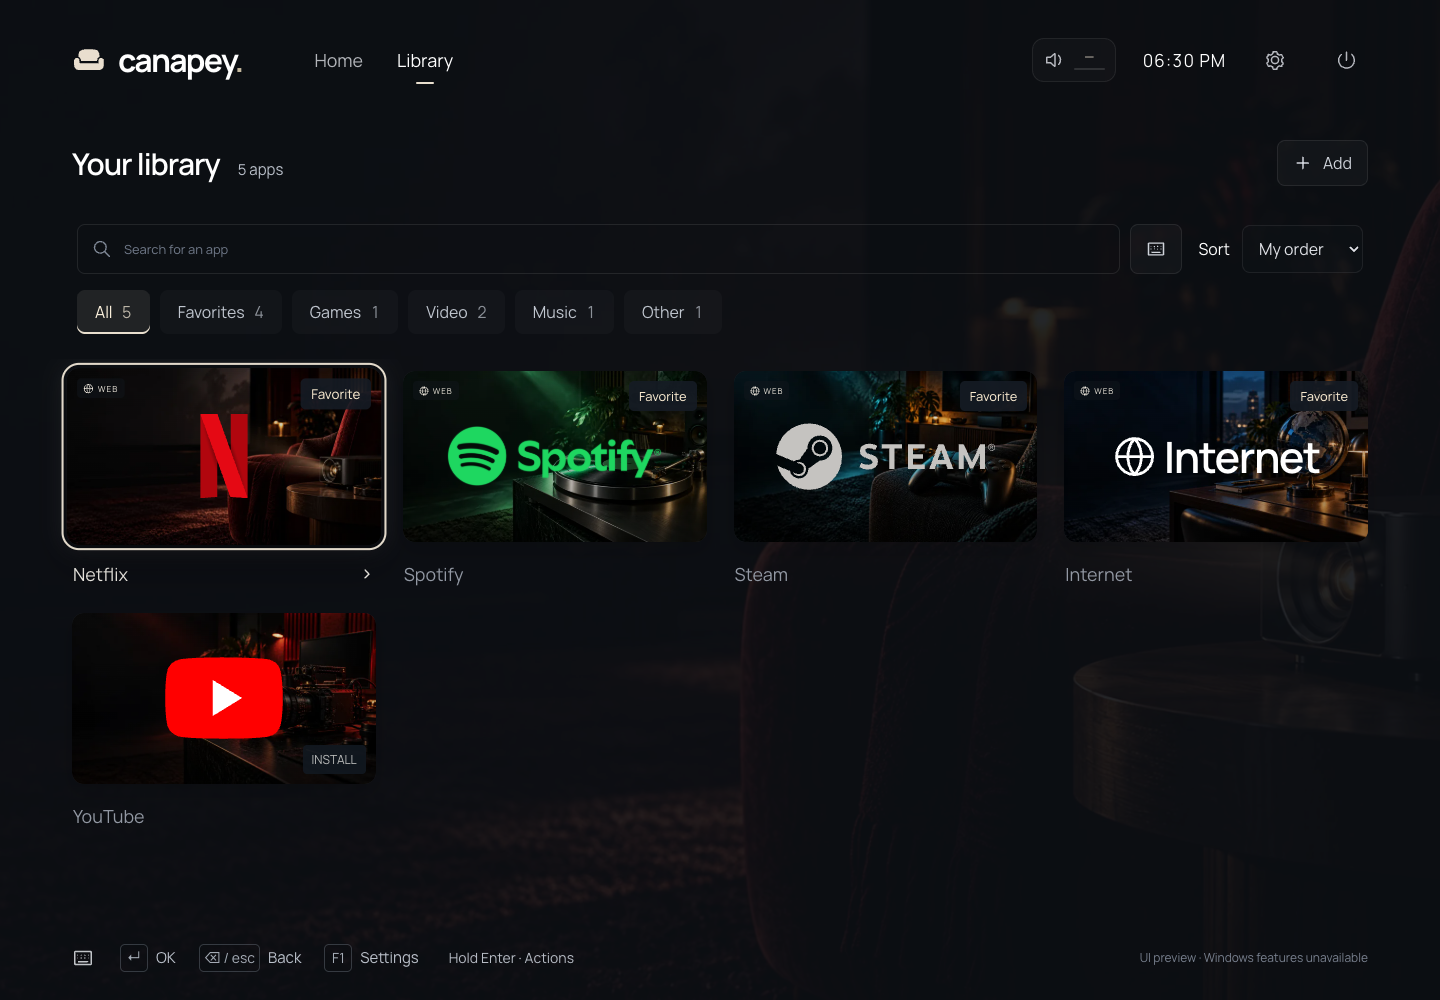 canapey.
Home
Library
–
06:30 PM
Your library
5 apps
Add
Search for an app
Sort
My order
All 5
Favorites 4
Games 1
Video 2
Music 1
Other 1
WEB
Favorite
N
WEB
Favorite
Spotify®
WEB
Favorite
STEAM®
WEB
Favorite
Internet
Netflix
Spotify
Steam
Internet
INSTALL
YouTube
OK
/ esc
Back
F1
Settings
Hold Enter · Actions
UI preview · Windows features unavailable